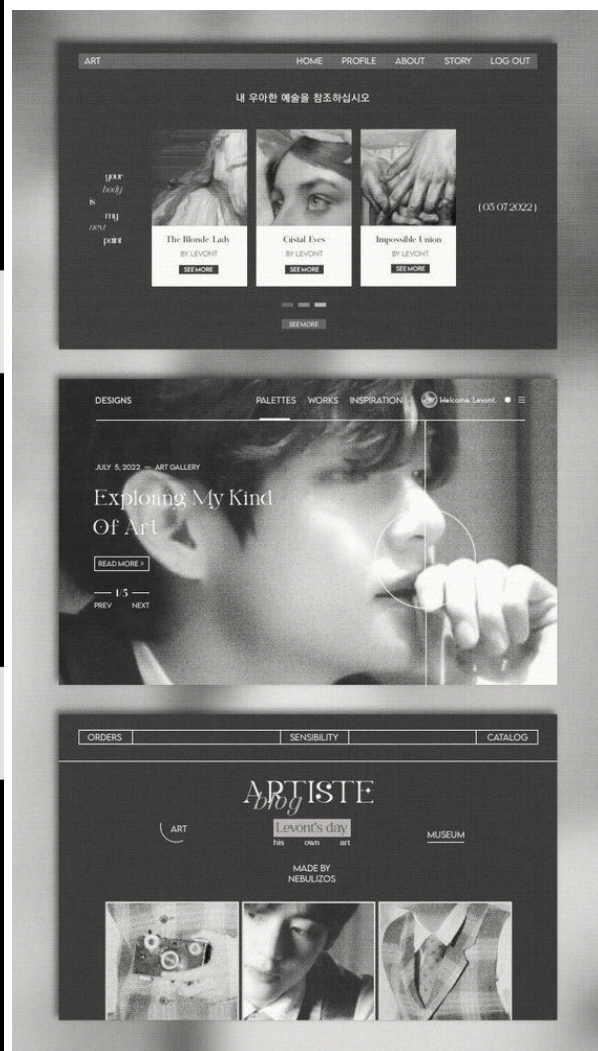 ART HOME PROFILE ABOUT STORY LOG OUT
내 우아한 예술을 참조하십시오
your
body
is
my
next
paint
The Blonde Lady
BY LEVONT
SEE MORE
Cristal Eyes
BY LEVONT
SEE MORE
Impossible Union
BY LEVONT
SEE MORE
( 05 07 2022 )
SEE MORE
DESIGNS PALETTES WORKS INSPIRATION Welcome, Levont.
JULY 5, 2022 — ART GALLERY
Exploring My Kind
Of Art
READ MORE >
1/5
PREV NEXT
ORDERS SENSIBILITY CATALOG
ARTISTE
blog
ART
Levont's day
his own art
MUSEUM
MADE BY
NEBULIZOS